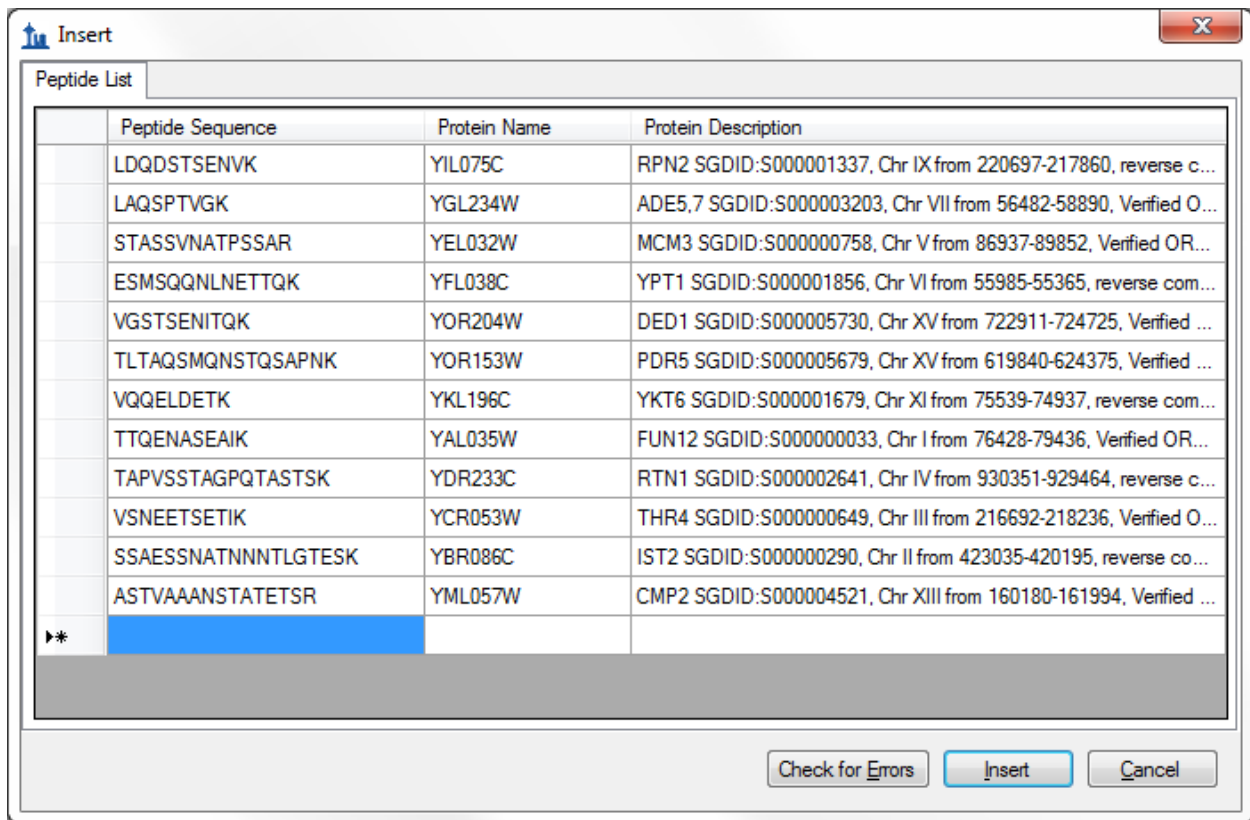 Insert
Peptide List
Peptide Sequence Protein Name Protein Description
LDQDSTSENVK YIL075C RPN2 SGDID:S000001337, Chr IX from 220697-217860, reverse c...
LAQSPTVGK YGL234W ADE5,7 SGDID:S000003203, Chr VII from 56482-58890, Verified O...
STASSVNATPSSAR YEL032W MCM3 SGDID:S000000758, Chr V from 86937-89852, Verified OR...
ESMSQQNLNETTQK YFL038C YPT1 SGDID:S000001856, Chr VI from 55985-55365, reverse com...
VGSTSENITQK YOR204W DED1 SGDID:S000005730, Chr XV from 722911-724725, Verified ...
TLTAQSMQNSTQSAPNK YOR153W PDR5 SGDID:S000005679, Chr XV from 619840-624375, Verified ...
VQQELDETK YKL196C YKT6 SGDID:S000001679, Chr XI from 75539-74937, reverse com...
TTQENASEAIK YAL035W FUN12 SGDID:S000000033, Chr I from 76428-79436, Verified OR...
TAPVSSTAGPQTASTSK YDR233C RTN1 SGDID:S000002641, Chr IV from 930351-929464, reverse c...
VSNEETSETIK YCR053W THR4 SGDID:S000000649, Chr III from 216692-218236, Verified O...
SSAESSNATNNNTLGTESK YBR086C IST2 SGDID:S000000290, Chr II from 423035-420195, reverse co...
ASTVAAANSTATETSR YML057W CMP2 SGDID:S000004521, Chr XIII from 160180-161994, Verified ...
Check for Errors Insert Cancel